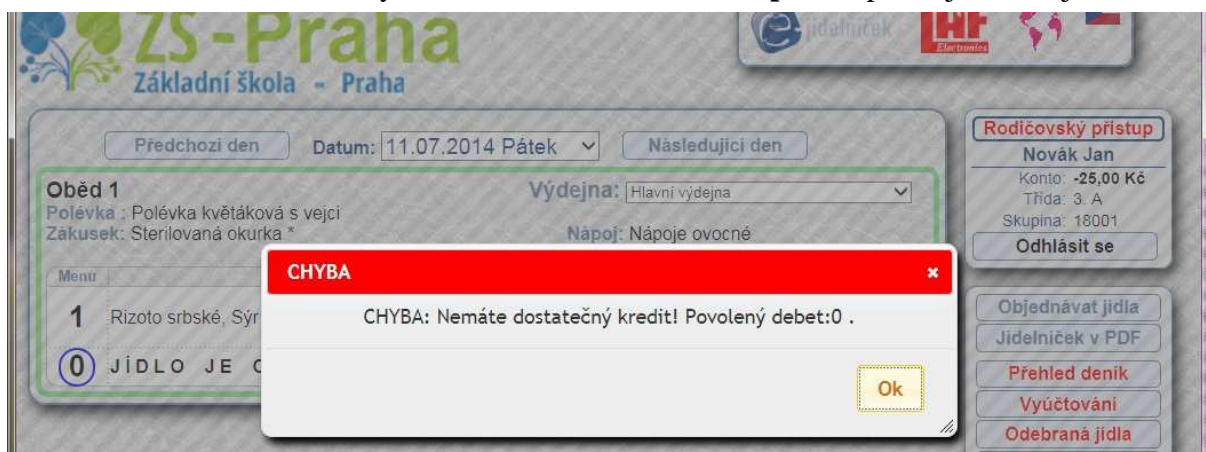 ZŠ-Praha
Základní škola - Praha
jídelníček
Electronics
Předchozí den
Datum: 11.07.2014 Pátek
Následující den
Oběd 1
Výdejna: Hlavní výdejna
Polévka : Polévka květáková s vejci
Zákusek: Sterilovaná okurka *
Nápoj: Nápoje ovocné
Menu
1 Rizoto srbské, Sýr
0 JÍDLO JE
CHYBA
CHYBA: Nemáte dostatečný kredit! Povolený debet:0 .
Ok
Rodičovský přístup
Novák Jan
Konto: -25,00 Kč
Třída: 3. A
Skupina: 18001
Odhlásit se
Objednávat jídla
Jídelníček v PDF
Přehled deník
Vyúčtování
Odebraná jídla